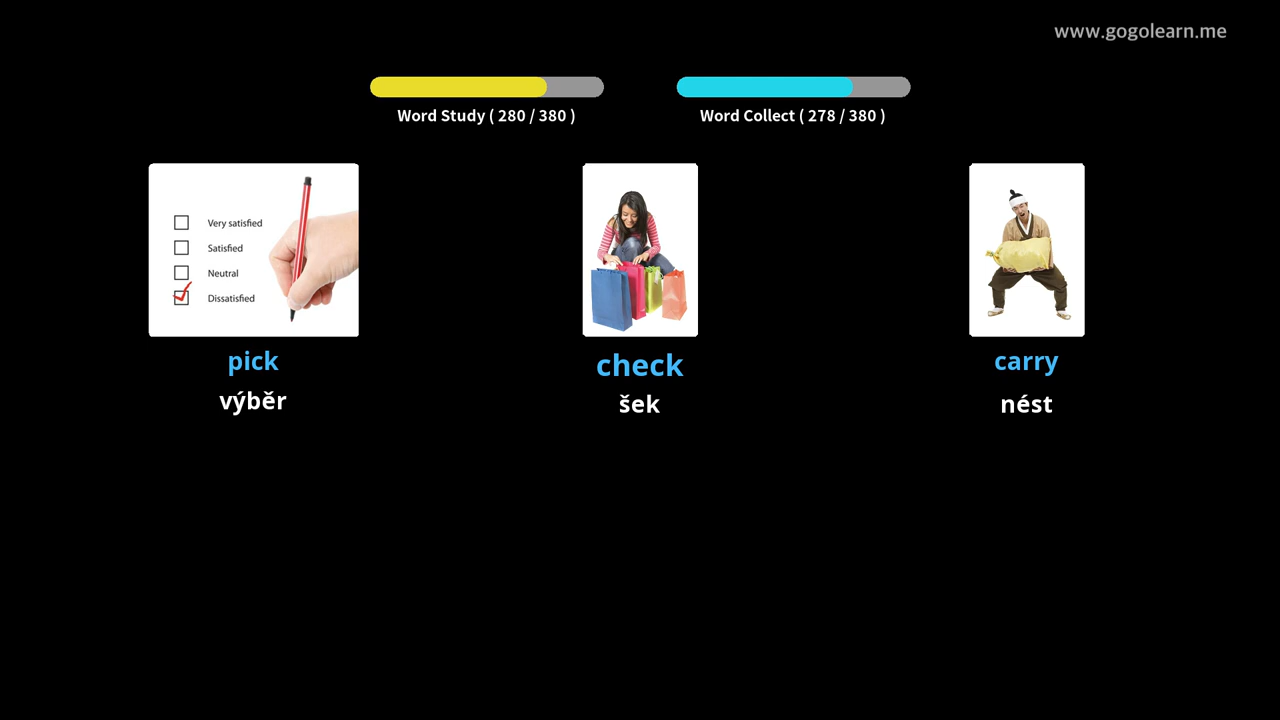 www.gogolearn.me
Word Study ( 280 / 380 )
Word Collect ( 278 / 380 )
Very satisfied
Satisfied
Neutral
Dissatisfied
pick
check
carry
výběr
šek
nést